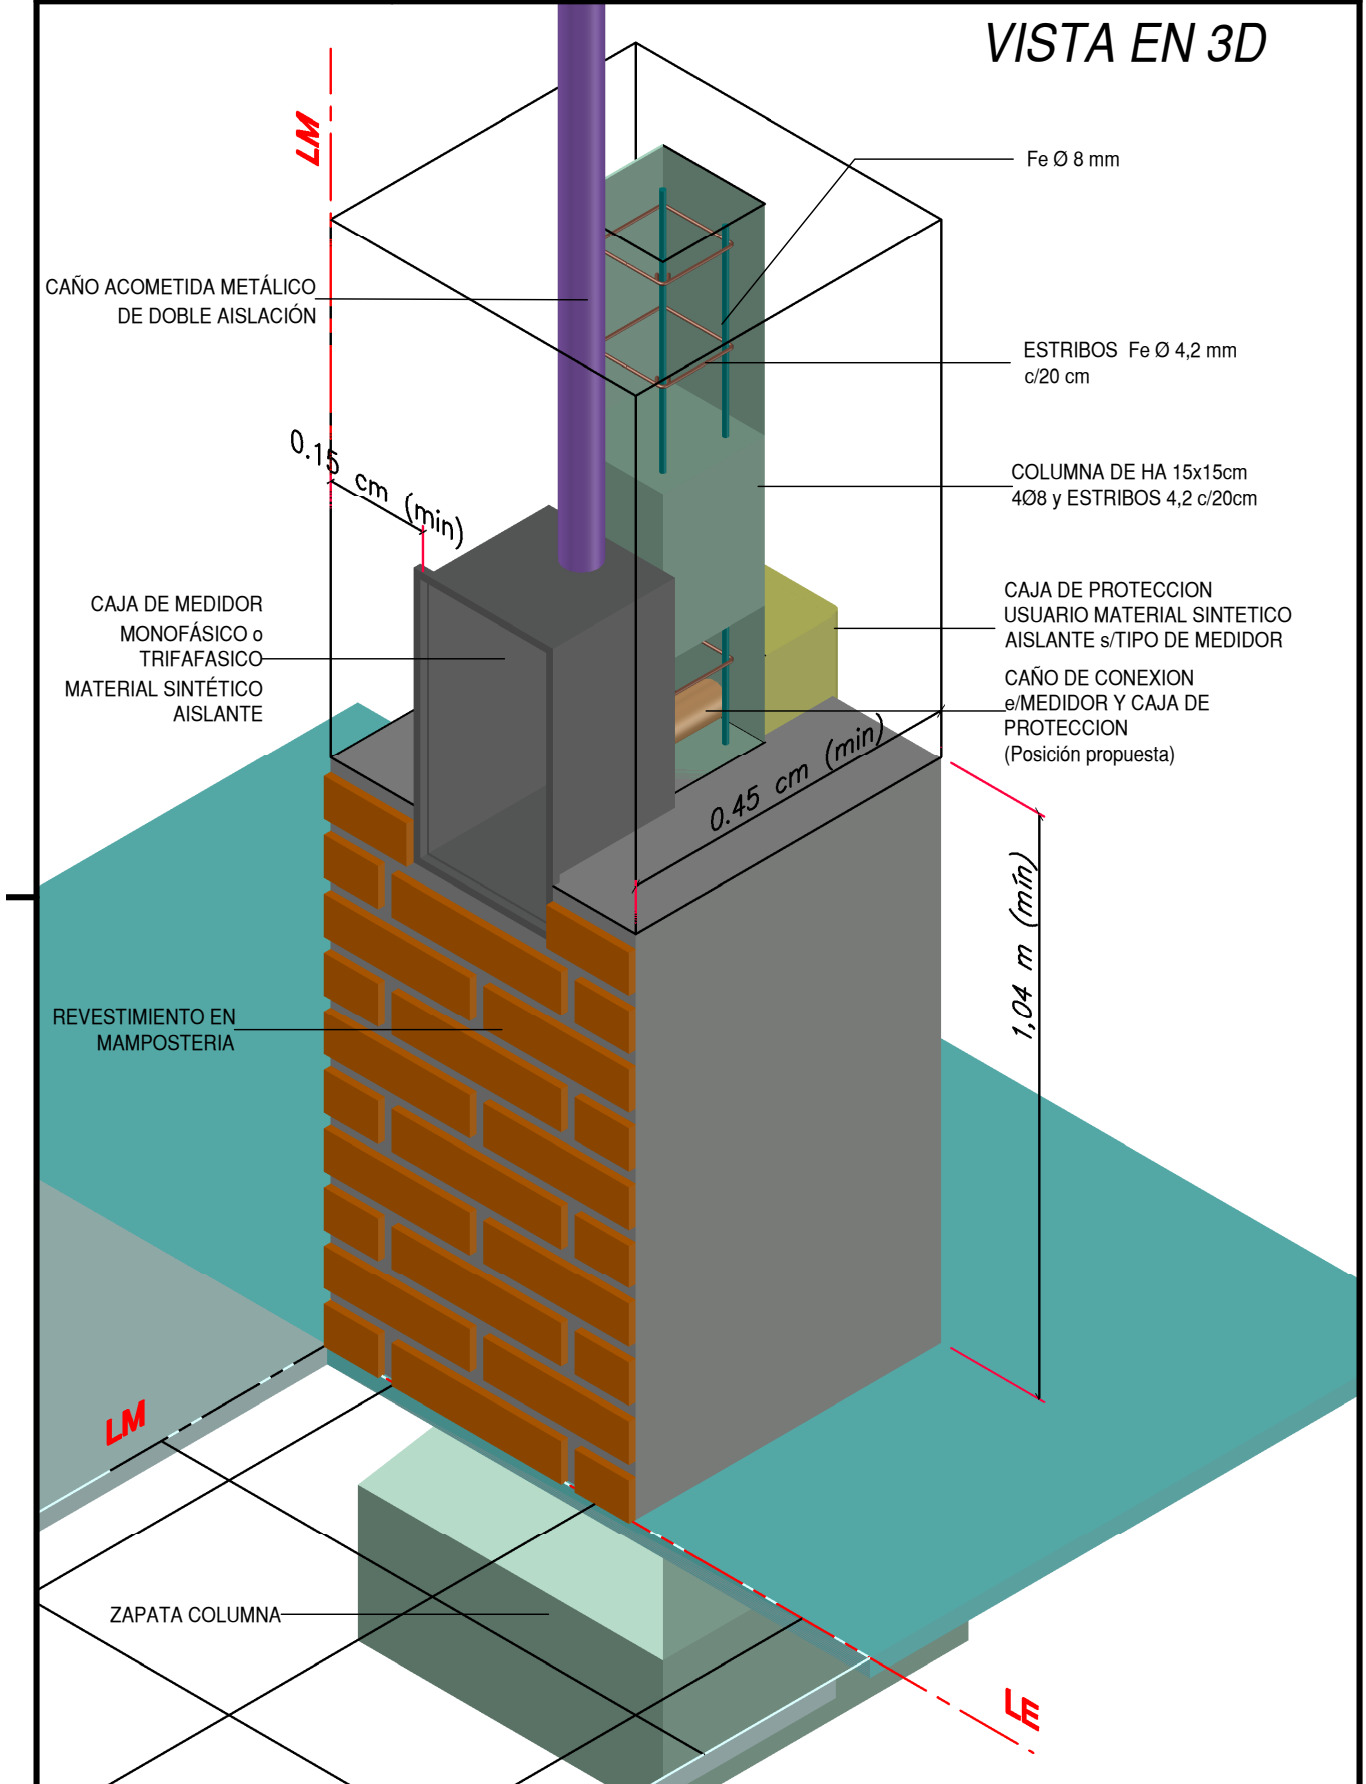 VISTA EN 3D
LM
Fe Ø 8 mm
CAÑO ACOMETIDA METÁLICO
DE DOBLE AISLACIÓN
ESTRIBOS Fe Ø 4,2 mm
c/20 cm
0.15 cm (min)
COLUMNA DE HA 15x15cm
4Ø8 y ESTRIBOS 4,2 c/20cm
CAJA DE MEDIDOR
MONOFÁSICO o
TRIFAFASICO
MATERIAL SINTÉTICO
AISLANTE
CAJA DE PROTECCION
USUARIO MATERIAL SINTETICO
AISLANTE s/TIPO DE MEDIDOR
CAÑO DE CONEXION
e/MEDIDOR Y CAJA DE
PROTECCION
(Posición propuesta)
0.45 cm (min)
1,04 m (mín)
REVESTIMIENTO EN
MAMPOSTERIA
LM
ZAPATA COLUMNA
LE